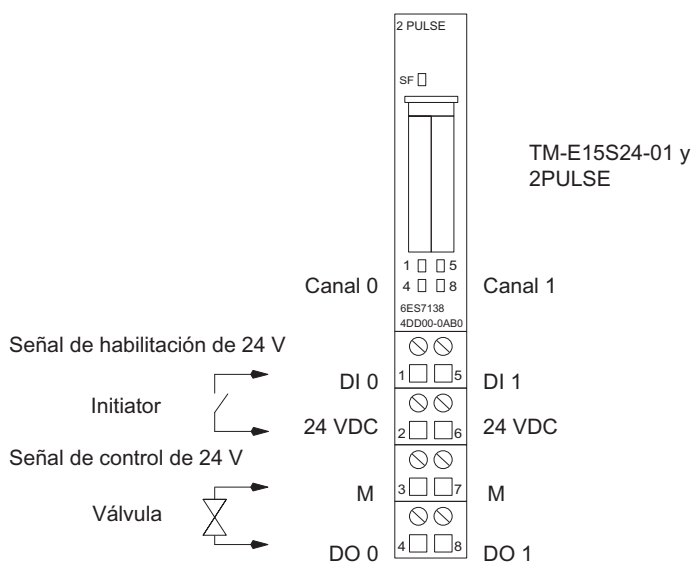 2 PULSE
SF
TM-E15S24-01 y
2PULSE
1 5
Canal 0 4 8 Canal 1
6ES7138
4DD00-0AB0
Señal de habilitación de 24 V
DI 0 1 5 DI 1
Initiator
24 VDC 2 6 24 VDC
Señal de control de 24 V
M 3 7 M
Válvula
DO 0 4 8 DO 1